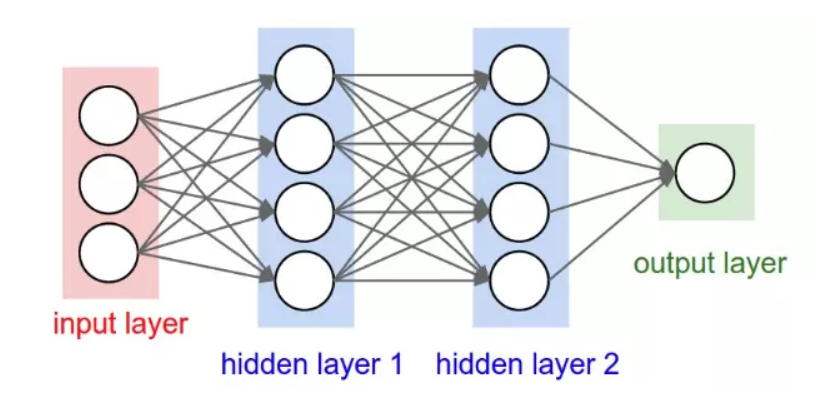 input layer
hidden layer 1
hidden layer 2
output layer